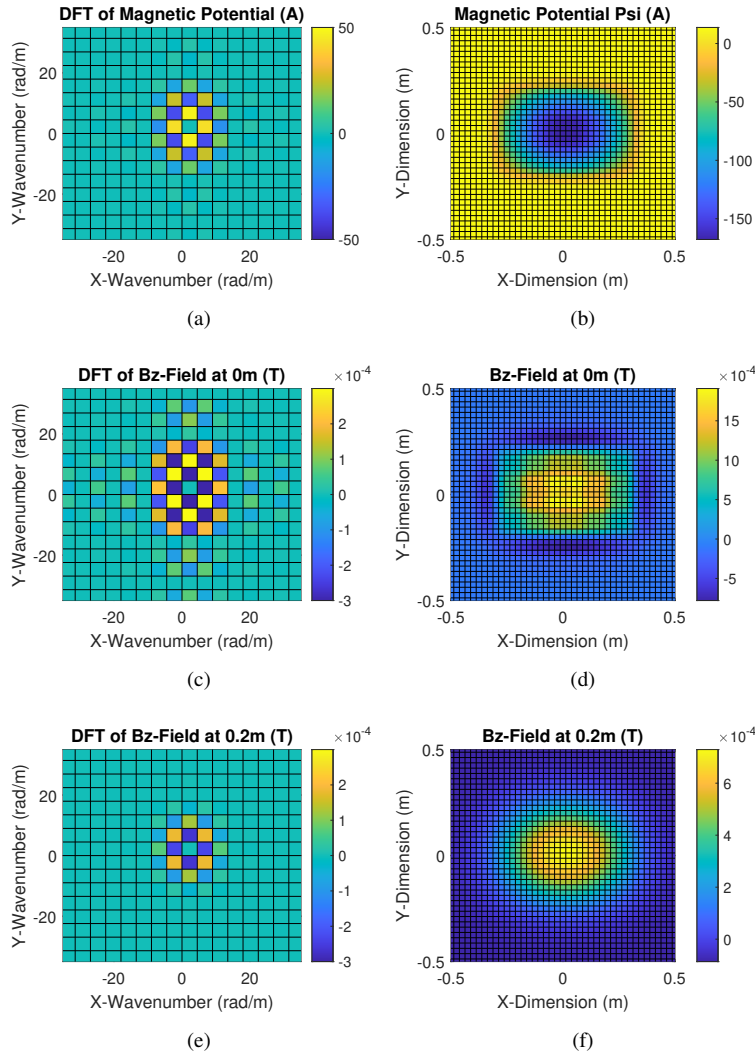 DFT of Magnetic Potential (A)
Y-Wavenumber (rad/m)
20
0
-20
-20 0 20
X-Wavenumber (rad/m)
50
0
-50
(a)
Magnetic Potential Psi (A)
Y-Dimension (m)
0.5
0
-0.5
-0.5 0 0.5
X-Dimension (m)
0
-50
-100
-150
(b)
DFT of Bz-Field at 0m (T)
Y-Wavenumber (rad/m)
20
0
-20
-20 0 20
X-Wavenumber (rad/m)
×10⁻⁴
3
2
1
0
-1
-2
-3
(c)
Bz-Field at 0m (T)
Y-Dimension (m)
0.5
0
-0.5
-0.5 0 0.5
X-Dimension (m)
×10⁻⁴
15
10
5
0
-5
(d)
DFT of Bz-Field at 0.2m (T)
Y-Wavenumber (rad/m)
20
0
-20
-20 0 20
X-Wavenumber (rad/m)
×10⁻⁴
3
2
1
0
-1
-2
-3
(e)
Bz-Field at 0.2m (T)
Y-Dimension (m)
0.5
0
-0.5
-0.5 0 0.5
X-Dimension (m)
×10⁻⁴
6
4
2
0
(f)